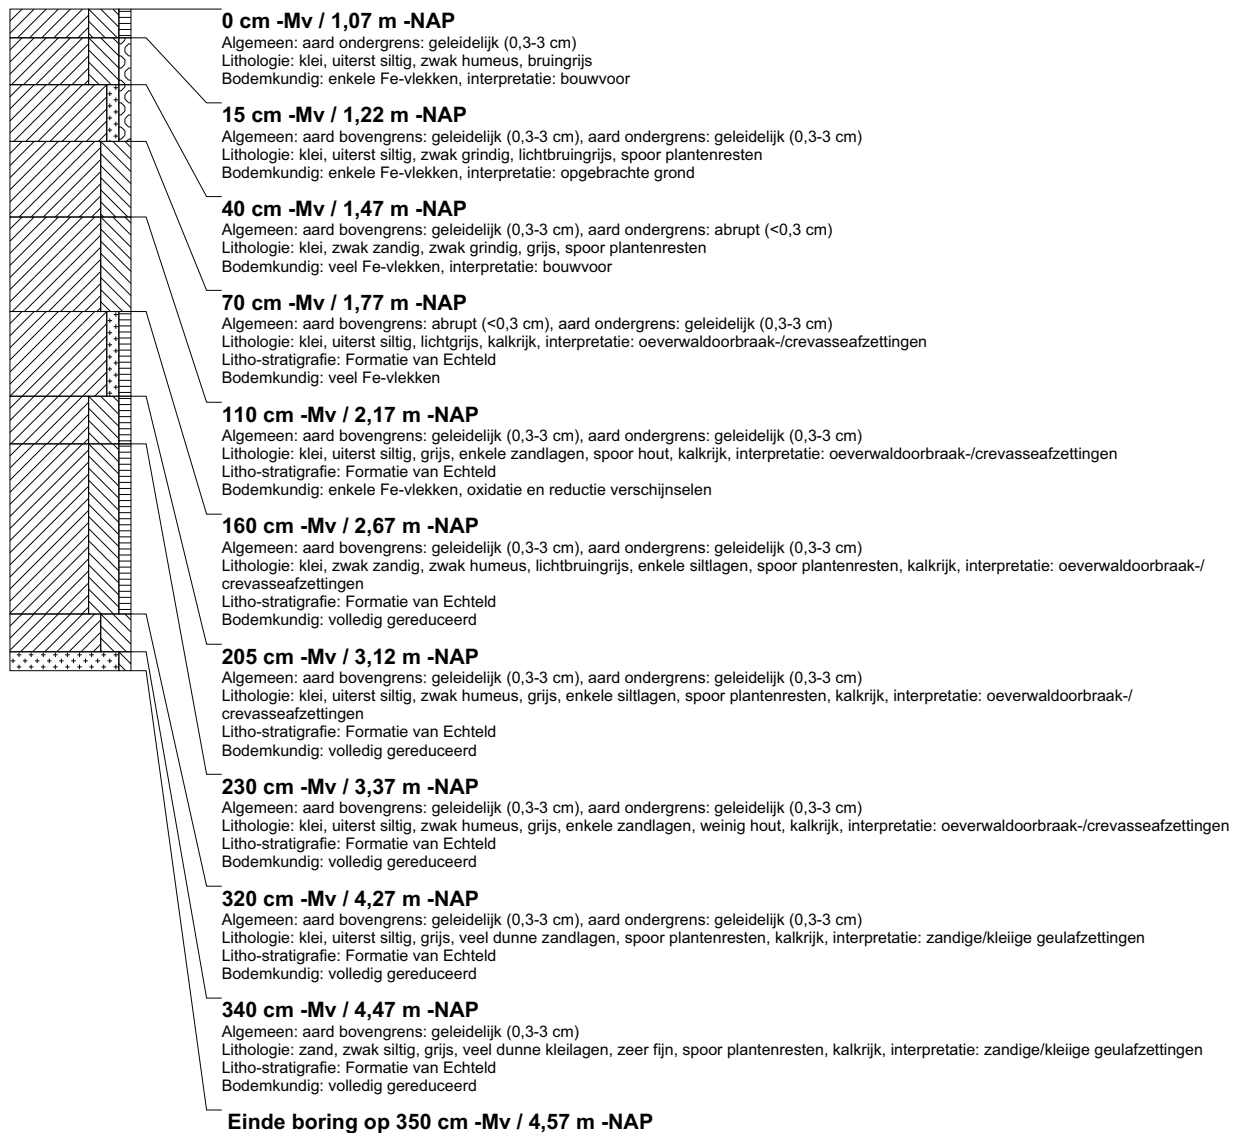 0 cm -Mv / 1,07 m -NAP
Algemeen: aard ondergrens: geleidelijk (0,3-3 cm)
Lithologie: klei, uiterst siltig, zwak humeus, bruingrijs
Bodemkundig: enkele Fe-vlekken, interpretatie: bouwvoor
15 cm -Mv / 1,22 m -NAP
Algemeen: aard bovengrens: geleidelijk (0,3-3 cm), aard ondergrens: geleidelijk (0,3-3 cm)
Lithologie: klei, uiterst siltig, zwak grindig, lichtbruingrijs, spoor plantenresten
Bodemkundig: enkele Fe-vlekken, interpretatie: opgebrachte grond
40 cm -Mv / 1,47 m -NAP
Algemeen: aard bovengrens: geleidelijk (0,3-3 cm), aard ondergrens: abrupt (<0,3 cm)
Lithologie: klei, zwak zandig, zwak grindig, grijs, spoor plantenresten
Bodemkundig: veel Fe-vlekken, interpretatie: bouwvoor
70 cm -Mv / 1,77 m -NAP
Algemeen: aard bovengrens: abrupt (<0,3 cm), aard ondergrens: geleidelijk (0,3-3 cm)
Lithologie: klei, uiterst siltig, lichtgrijs, kalkrijk, interpretatie: oeverwaldoorbraak-/crevasseafzettingen
Litho-stratigrafie: Formatie van Echteld
Bodemkundig: veel Fe-vlekken
110 cm -Mv / 2,17 m -NAP
Algemeen: aard bovengrens: geleidelijk (0,3-3 cm), aard ondergrens: geleidelijk (0,3-3 cm)
Lithologie: klei, uiterst siltig, grijs, enkele zandlagen, spoor hout, kalkrijk, interpretatie: oeverwaldoorbraak-/crevasseafzettingen
Litho-stratigrafie: Formatie van Echteld
Bodemkundig: enkele Fe-vlekken, oxidatie en reductie verschijnselen
160 cm -Mv / 2,67 m -NAP
Algemeen: aard bovengrens: geleidelijk (0,3-3 cm), aard ondergrens: geleidelijk (0,3-3 cm)
Lithologie: klei, zwak zandig, zwak humeus, lichtbruingrijs, enkele siltlagen, spoor plantenresten, kalkrijk, interpretatie: oeverwaldoorbraak-/
crevasseafzettingen
Litho-stratigrafie: Formatie van Echteld
Bodemkundig: volledig gereduceerd
205 cm -Mv / 3,12 m -NAP
Algemeen: aard bovengrens: geleidelijk (0,3-3 cm), aard ondergrens: geleidelijk (0,3-3 cm)
Lithologie: klei, uiterst siltig, zwak humeus, grijs, enkele siltlagen, spoor plantenresten, kalkrijk, interpretatie: oeverwaldoorbraak-/
crevasseafzettingen
Litho-stratigrafie: Formatie van Echteld
Bodemkundig: volledig gereduceerd
230 cm -Mv / 3,37 m -NAP
Algemeen: aard bovengrens: geleidelijk (0,3-3 cm), aard ondergrens: geleidelijk (0,3-3 cm)
Lithologie: klei, uiterst siltig, zwak humeus, grijs, enkele zandlagen, weinig hout, kalkrijk, interpretatie: oeverwaldoorbraak-/crevasseafzettingen
Litho-stratigrafie: Formatie van Echteld
Bodemkundig: volledig gereduceerd
320 cm -Mv / 4,27 m -NAP
Algemeen: aard bovengrens: geleidelijk (0,3-3 cm), aard ondergrens: geleidelijk (0,3-3 cm)
Lithologie: klei, uiterst siltig, grijs, veel dunne zandlagen, spoor plantenresten, kalkrijk, interpretatie: zandige/kleiige geulafzettingen
Litho-stratigrafie: Formatie van Echteld
Bodemkundig: volledig gereduceerd
340 cm -Mv / 4,47 m -NAP
Algemeen: aard bovengrens: geleidelijk (0,3-3 cm)
Lithologie: zand, zwak siltig, grijs, veel dunne kleilagen, zeer fijn, spoor plantenresten, kalkrijk, interpretatie: zandige/kleiige geulafzettingen
Litho-stratigrafie: Formatie van Echteld
Bodemkundig: volledig gereduceerd
Einde boring op 350 cm -Mv / 4,57 m -NAP